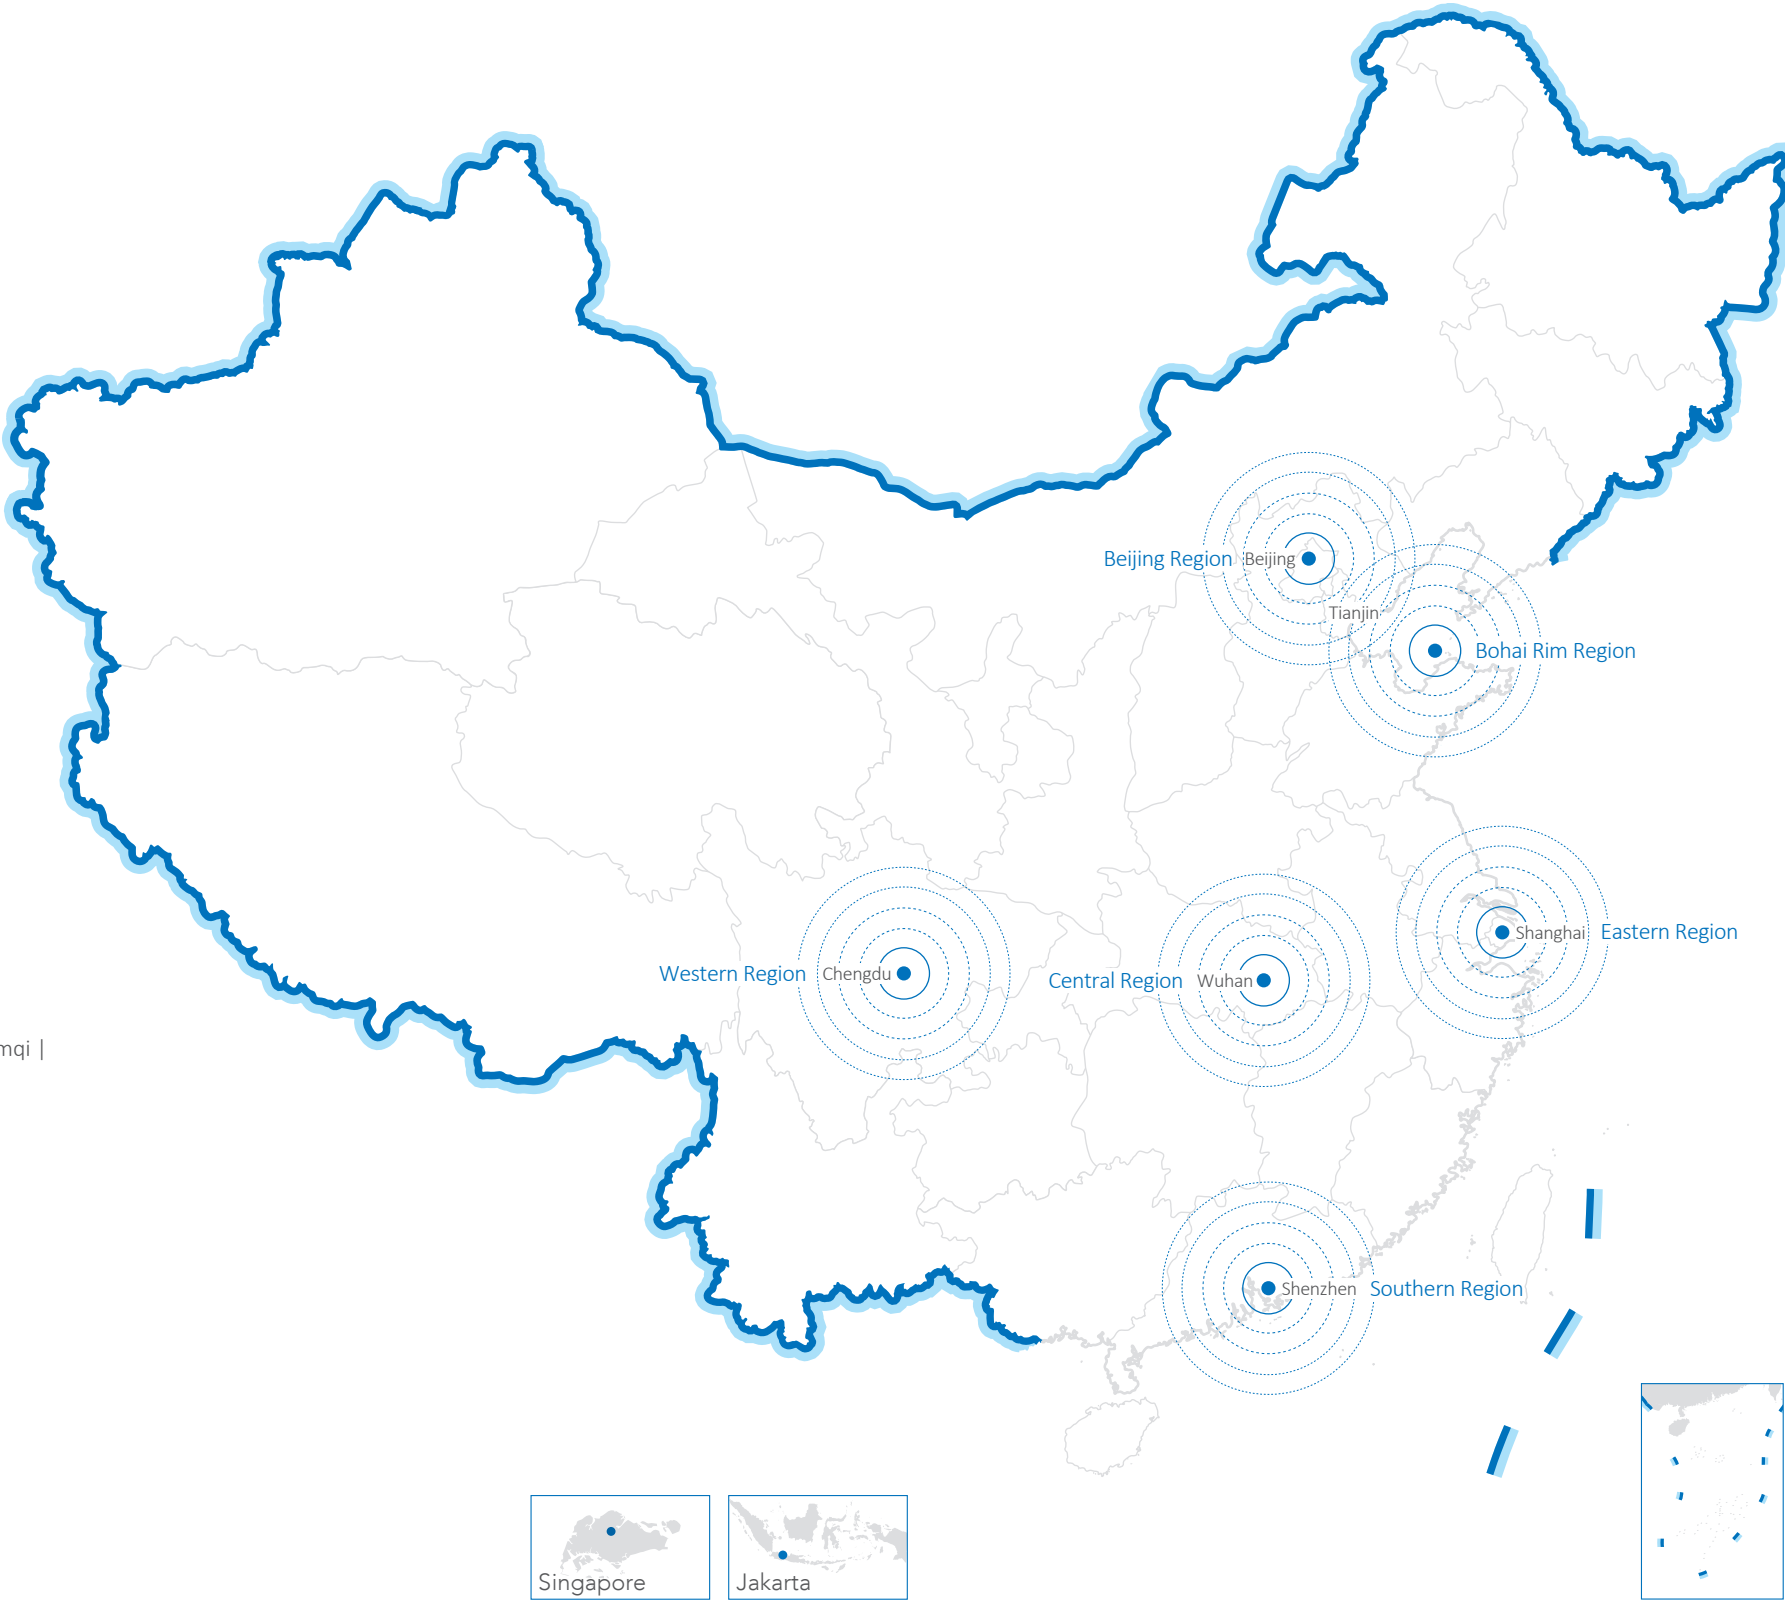 Beijing Region Beijing
Tianjin
Bohai Rim Region
Shanghai Eastern Region
Western Region Chengdu
Central Region Wuhan
mqi |
Shenzhen Southern Region
Singapore
Jakarta